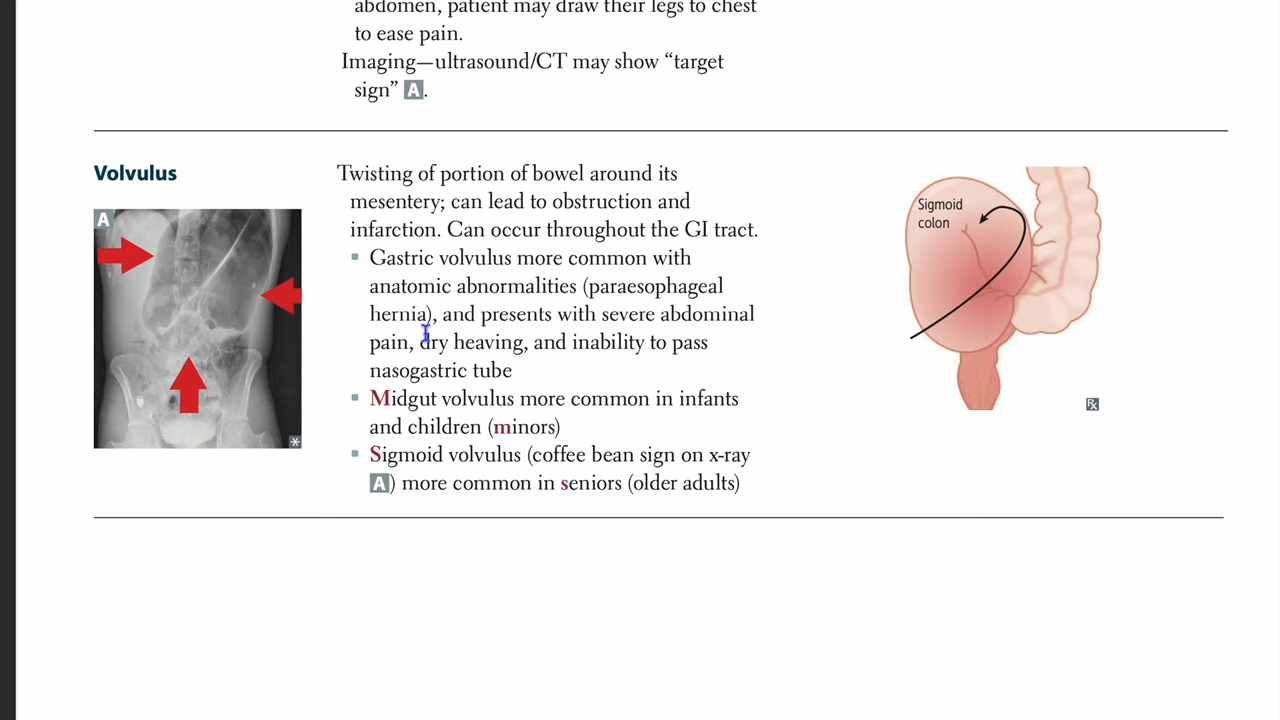 abdomen, patient may draw their legs to chest
to ease pain.
Imaging—ultrasound/CT may show “target
sign” A.
Volvulus
A
Twisting of portion of bowel around its
mesentery; can lead to obstruction and
infarction. Can occur throughout the GI tract.
▪ Gastric volvulus more common with
anatomic abnormalities (paraesophageal
hernia), and presents with severe abdominal
pain, dry heaving, and inability to pass
nasogastric tube
▪ Midgut volvulus more common in infants
and children (minors)
▪ Sigmoid volvulus (coffee bean sign on x-ray
A) more common in seniors (older adults)
Sigmoid
colon
Rx